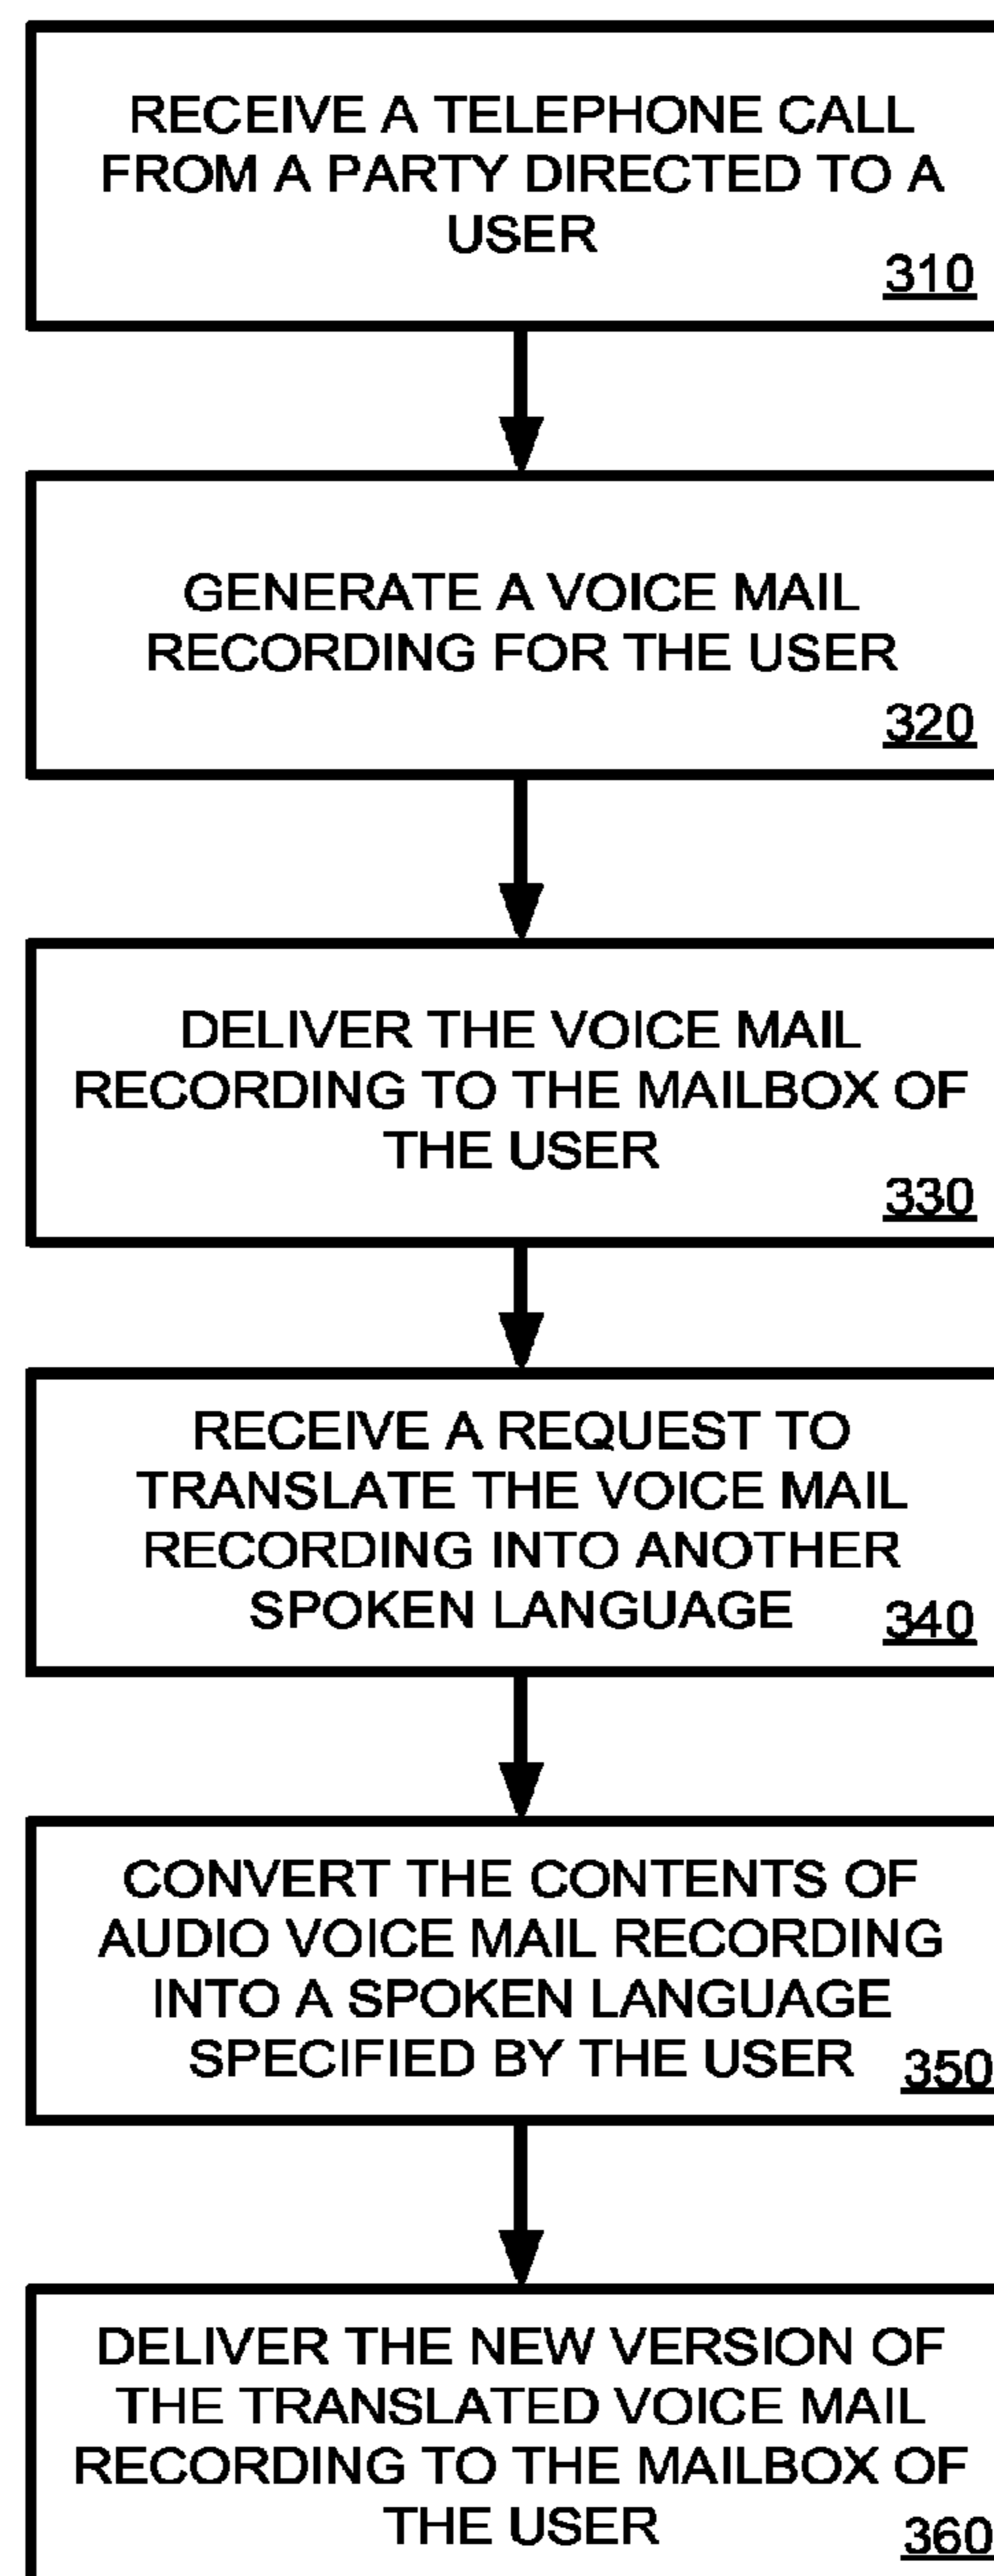 RECEIVE A TELEPHONE CALL
FROM A PARTY DIRECTED TO A
USER
310
GENERATE A VOICE MAIL
RECORDING FOR THE USER
320
DELIVER THE VOICE MAIL
RECORDING TO THE MAILBOX OF
THE USER
330
RECEIVE A REQUEST TO
TRANSLATE THE VOICE MAIL
RECORDING INTO ANOTHER
SPOKEN LANGUAGE 340
CONVERT THE CONTENTS OF
AUDIO VOICE MAIL RECORDING
INTO A SPOKEN LANGUAGE
SPECIFIED BY THE USER 350
DELIVER THE NEW VERSION OF
THE TRANSLATED VOICE MAIL
RECORDING TO THE MAILBOX OF
THE USER 360